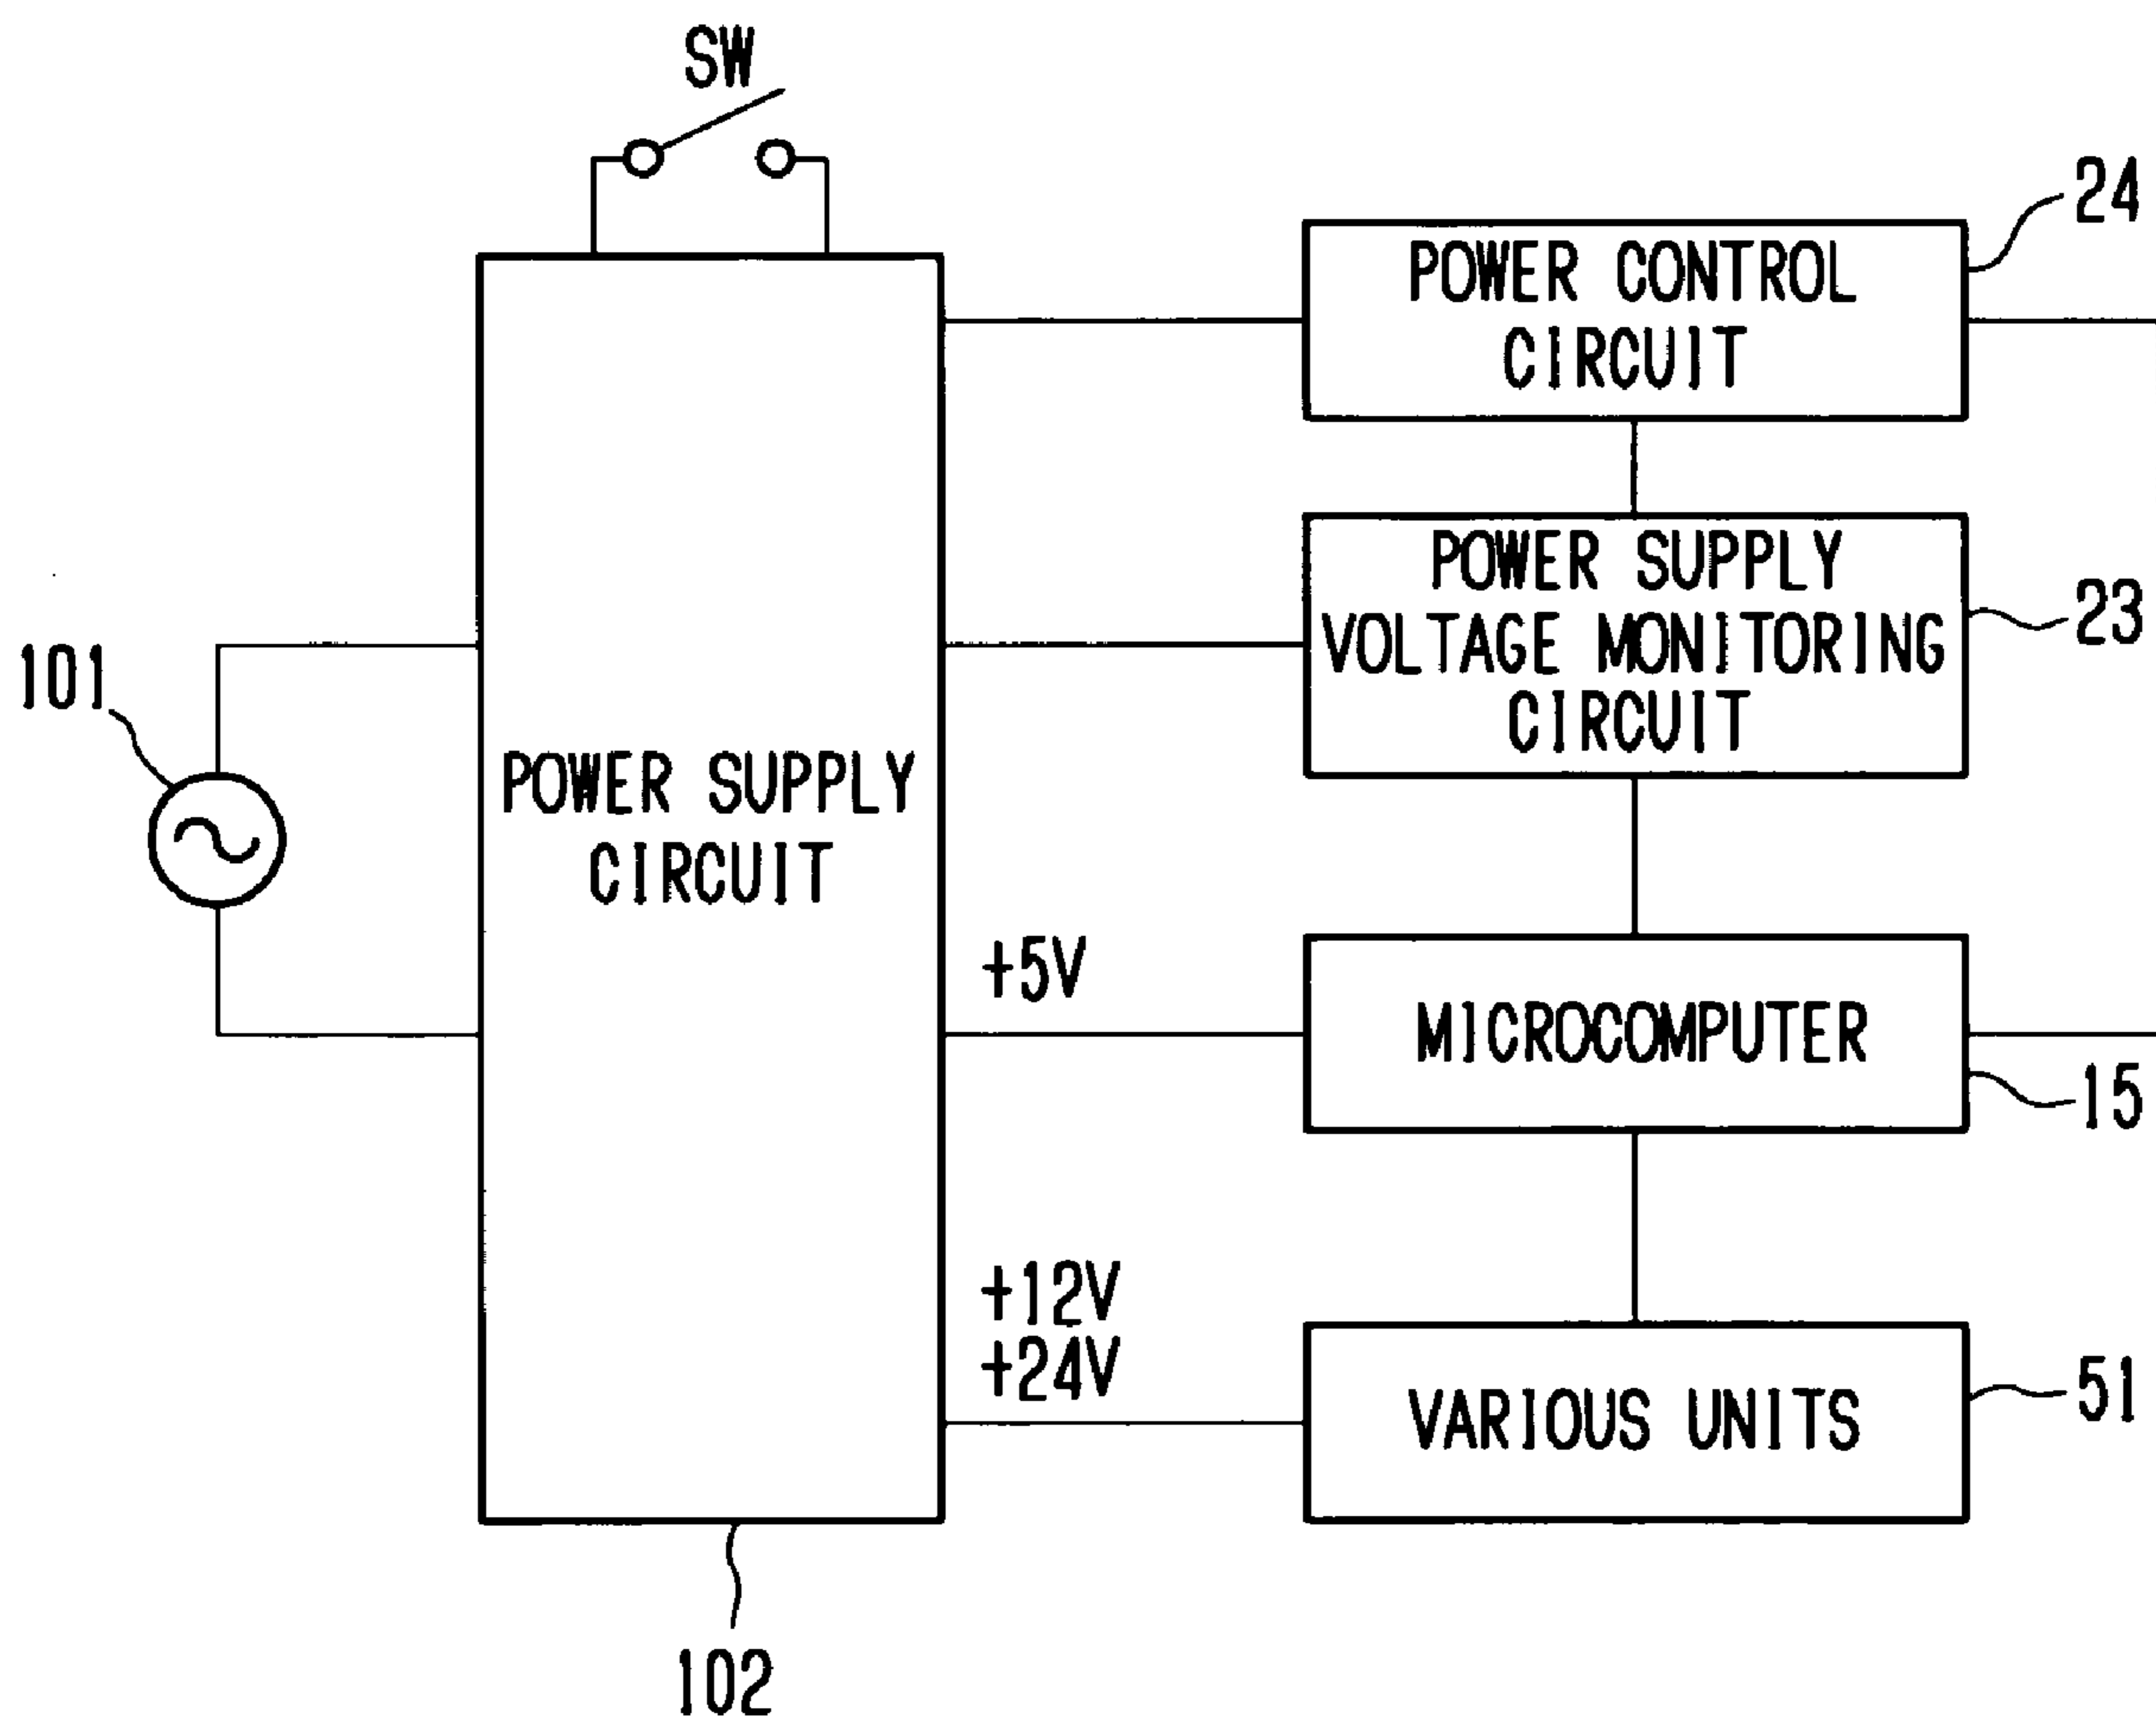 SW
24
POWER CONTROL
CIRCUIT
POWER SUPPLY
VOLTAGE MONITORING
CIRCUIT
23
101
POWER SUPPLY
CIRCUIT
+5V
MICROCOMPUTER
15
+12V
+24V
VARIOUS UNITS
51
102